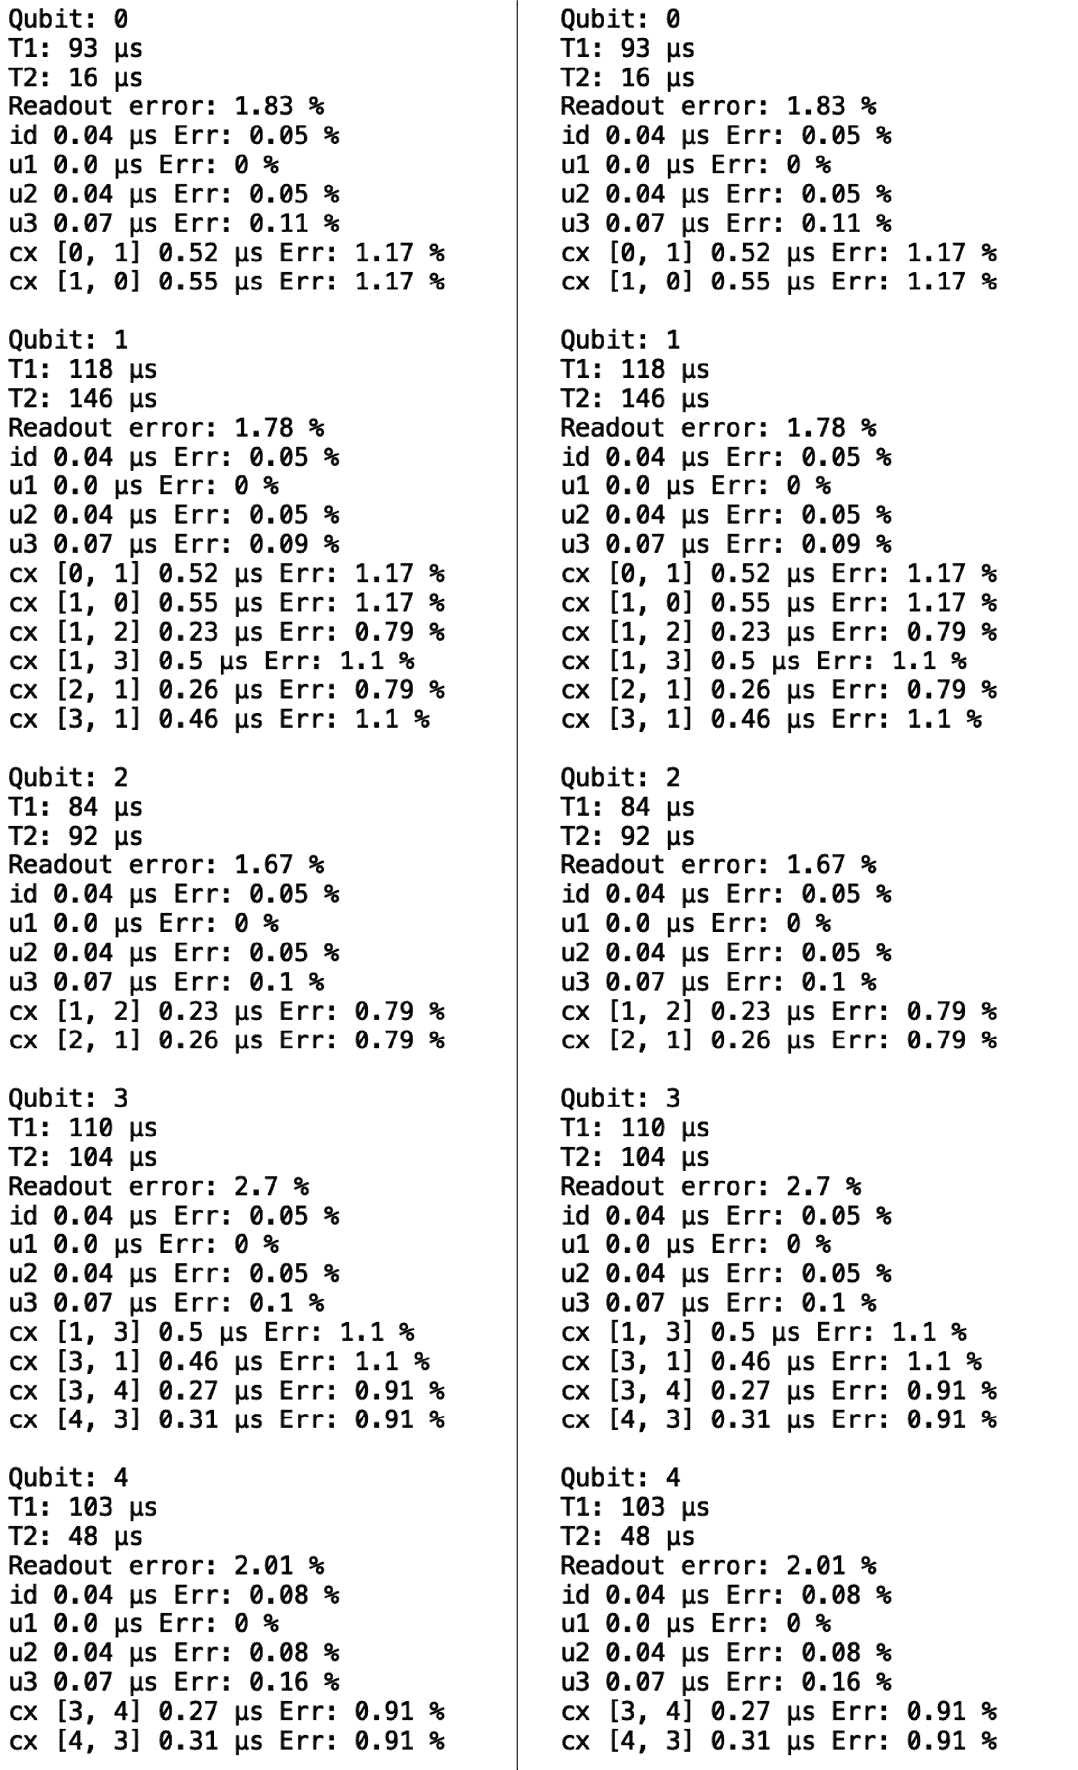 Qubit: 0
T1: 93 µs
T2: 16 µs
Readout error: 1.83 %
id 0.04 µs Err: 0.05 %
u1 0.0 µs Err: 0 %
u2 0.04 µs Err: 0.05 %
u3 0.07 µs Err: 0.11 %
cx [0, 1] 0.52 µs Err: 1.17 %
cx [1, 0] 0.55 µs Err: 1.17 %
Qubit: 1
T1: 118 µs
T2: 146 µs
Readout error: 1.78 %
id 0.04 µs Err: 0.05 %
u1 0.0 µs Err: 0 %
u2 0.04 µs Err: 0.05 %
u3 0.07 µs Err: 0.09 %
cx [0, 1] 0.52 µs Err: 1.17 %
cx [1, 0] 0.55 µs Err: 1.17 %
cx [1, 2] 0.23 µs Err: 0.79 %
cx [1, 3] 0.5 µs Err: 1.1 %
cx [2, 1] 0.26 µs Err: 0.79 %
cx [3, 1] 0.46 µs Err: 1.1 %
Qubit: 2
T1: 84 µs
T2: 92 µs
Readout error: 1.67 %
id 0.04 µs Err: 0.05 %
u1 0.0 µs Err: 0 %
u2 0.04 µs Err: 0.05 %
u3 0.07 µs Err: 0.1 %
cx [1, 2] 0.23 µs Err: 0.79 %
cx [2, 1] 0.26 µs Err: 0.79 %
Qubit: 3
T1: 110 µs
T2: 104 µs
Readout error: 2.7 %
id 0.04 µs Err: 0.05 %
u1 0.0 µs Err: 0 %
u2 0.04 µs Err: 0.05 %
u3 0.07 µs Err: 0.1 %
cx [1, 3] 0.5 µs Err: 1.1 %
cx [3, 1] 0.46 µs Err: 1.1 %
cx [3, 4] 0.27 µs Err: 0.91 %
cx [4, 3] 0.31 µs Err: 0.91 %
Qubit: 4
T1: 103 µs
T2: 48 µs
Readout error: 2.01 %
id 0.04 µs Err: 0.08 %
u1 0.0 µs Err: 0 %
u2 0.04 µs Err: 0.08 %
u3 0.07 µs Err: 0.16 %
cx [3, 4] 0.27 µs Err: 0.91 %
cx [4, 3] 0.31 µs Err: 0.91 %
Qubit: 0
T1: 93 µs
T2: 16 µs
Readout error: 1.83 %
id 0.04 µs Err: 0.05 %
u1 0.0 µs Err: 0 %
u2 0.04 µs Err: 0.05 %
u3 0.07 µs Err: 0.11 %
cx [0, 1] 0.52 µs Err: 1.17 %
cx [1, 0] 0.55 µs Err: 1.17 %
Qubit: 1
T1: 118 µs
T2: 146 µs
Readout error: 1.78 %
id 0.04 µs Err: 0.05 %
u1 0.0 µs Err: 0 %
u2 0.04 µs Err: 0.05 %
u3 0.07 µs Err: 0.09 %
cx [0, 1] 0.52 µs Err: 1.17 %
cx [1, 0] 0.55 µs Err: 1.17 %
cx [1, 2] 0.23 µs Err: 0.79 %
cx [1, 3] 0.5 µs Err: 1.1 %
cx [2, 1] 0.26 µs Err: 0.79 %
cx [3, 1] 0.46 µs Err: 1.1 %
Qubit: 2
T1: 84 µs
T2: 92 µs
Readout error: 1.67 %
id 0.04 µs Err: 0.05 %
u1 0.0 µs Err: 0 %
u2 0.04 µs Err: 0.05 %
u3 0.07 µs Err: 0.1 %
cx [1, 2] 0.23 µs Err: 0.79 %
cx [2, 1] 0.26 µs Err: 0.79 %
Qubit: 3
T1: 110 µs
T2: 104 µs
Readout error: 2.7 %
id 0.04 µs Err: 0.05 %
u1 0.0 µs Err: 0 %
u2 0.04 µs Err: 0.05 %
u3 0.07 µs Err: 0.1 %
cx [1, 3] 0.5 µs Err: 1.1 %
cx [3, 1] 0.46 µs Err: 1.1 %
cx [3, 4] 0.27 µs Err: 0.91 %
cx [4, 3] 0.31 µs Err: 0.91 %
Qubit: 4
T1: 103 µs
T2: 48 µs
Readout error: 2.01 %
id 0.04 µs Err: 0.08 %
u1 0.0 µs Err: 0 %
u2 0.04 µs Err: 0.08 %
u3 0.07 µs Err: 0.16 %
cx [3, 4] 0.27 µs Err: 0.91 %
cx [4, 3] 0.31 µs Err: 0.91 %